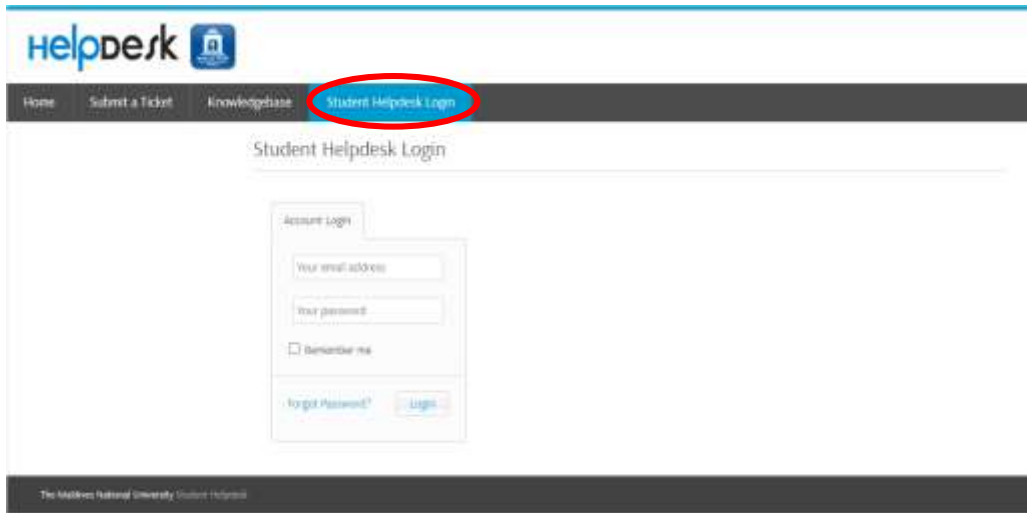 HelpDesk
Home Submit a Ticket Knowledgebase Student Helpdesk Login
Student Helpdesk Login
Account Login
Your email address
Your password
Remember me
Forgot Password? Login
The Maldives National University Student Helpdesk